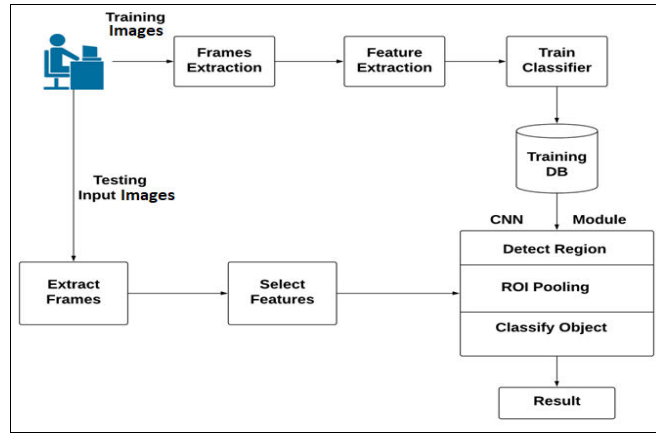 Training
Images
Frames
Extraction
Feature
Extraction
Train
Classifier
Training
DB
Testing
Input Images
CNN Module
Extract
Frames
Select
Features
Detect Region
ROI Pooling
Classify Object
Result